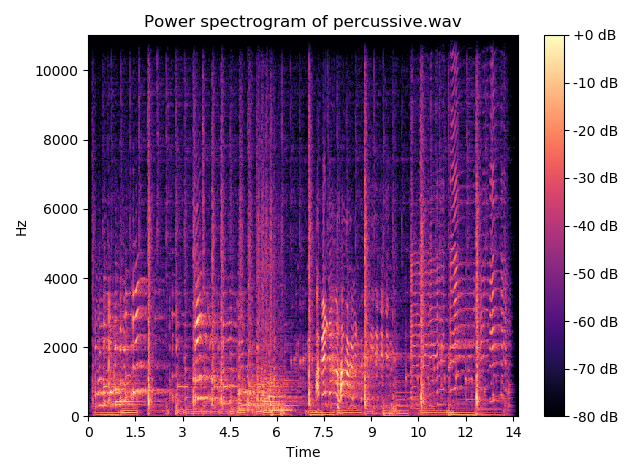 Power spectrogram of percussive.wav
+0 dB
10000
-10 dB
8000
-20 dB
-30 dB
6000
-40 dB
Hz
4000
-50 dB
-60 dB
2000
-70 dB
0
-80 dB
0 1.5 3 4.5 6 7.5 9 10 12 14
Time